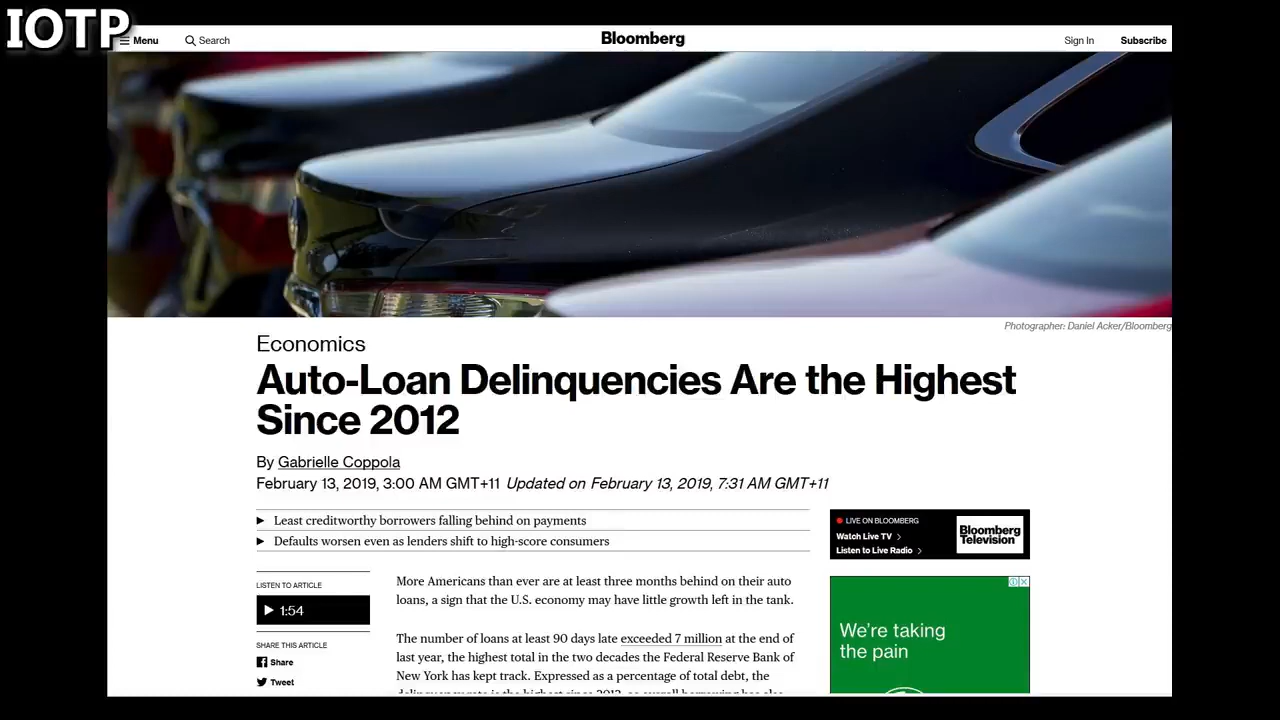 IOTP
Menu
Search
Bloomberg
Sign In
Subscribe
Photographer: Daniel Acker/Bloomberg
Economics
Auto-Loan Delinquencies Are the Highest
Since 2012
By Gabrielle Coppola
February 13, 2019, 3:00 AM GMT+11 Updated on February 13, 2019, 7:31 AM GMT+11
Least creditworthy borrowers falling behind on payments
Defaults worsen even as lenders shift to high-score consumers
LIVE ON BLOOMBERG
Watch Live TV
Listen to Live Radio
Bloomberg
Television
LISTEN TO ARTICLE
1:54
SHARE THIS ARTICLE
Share
Tweet
More Americans than ever are at least three months behind on their auto
loans, a sign that the U.S. economy may have little growth left in the tank.
The number of loans at least 90 days late exceeded 7 million at the end of
last year, the highest total in the two decades the Federal Reserve Bank of
New York has kept track. Expressed as a percentage of total debt, the
We're taking
the pain